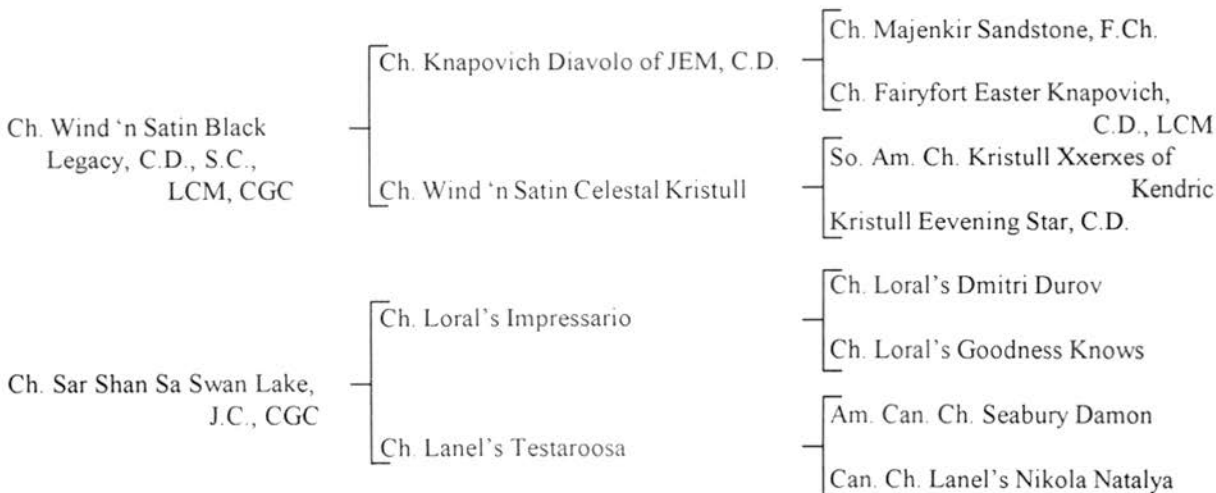 Ch. Majenkir Sandstone, F.Ch.
Ch. Knapovich Diavolo of JEM, C.D.
Ch. Fairyfort Easter Knapovich,
C.D., LCM
Ch. Wind ‘n Satin Black
Legacy, C.D., S.C.,
LCM, CGC
So. Am. Ch. Kristull Xxerxes of
Kendric
Ch. Wind ‘n Satin Celestal Kristull
Kristull Eevening Star, C.D.
Ch. Loral’s Dmitri Durov
Ch. Loral’s Impressario
Ch. Loral’s Goodness Knows
Ch. Sar Shan Sa Swan Lake,
J.C., CGC
Am. Can. Ch. Seabury Damon
Ch. Lanel’s Testaroosa
Can. Ch. Lanel’s Nikola Natalya